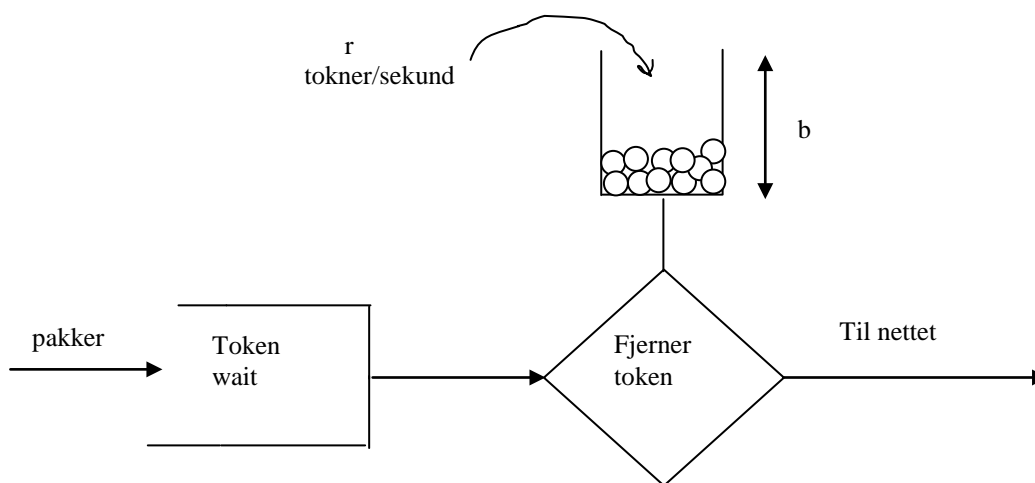 r
tokner/sekund
b
pakker
Token
wait
Fjerner
token
Til nettet